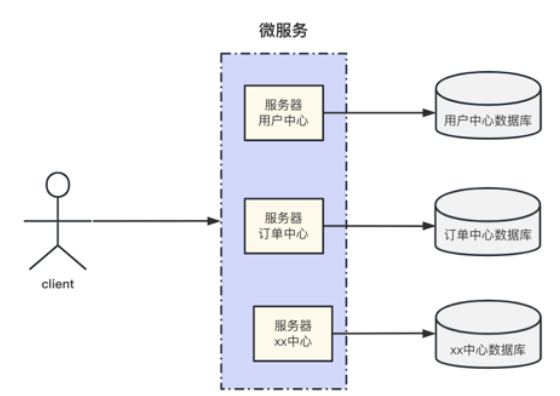 微服务
服务器
用户中心
用户中心数据库
服务器
订单中心
订单中心数据库
client
服务器
xx中心
xx中心数据库